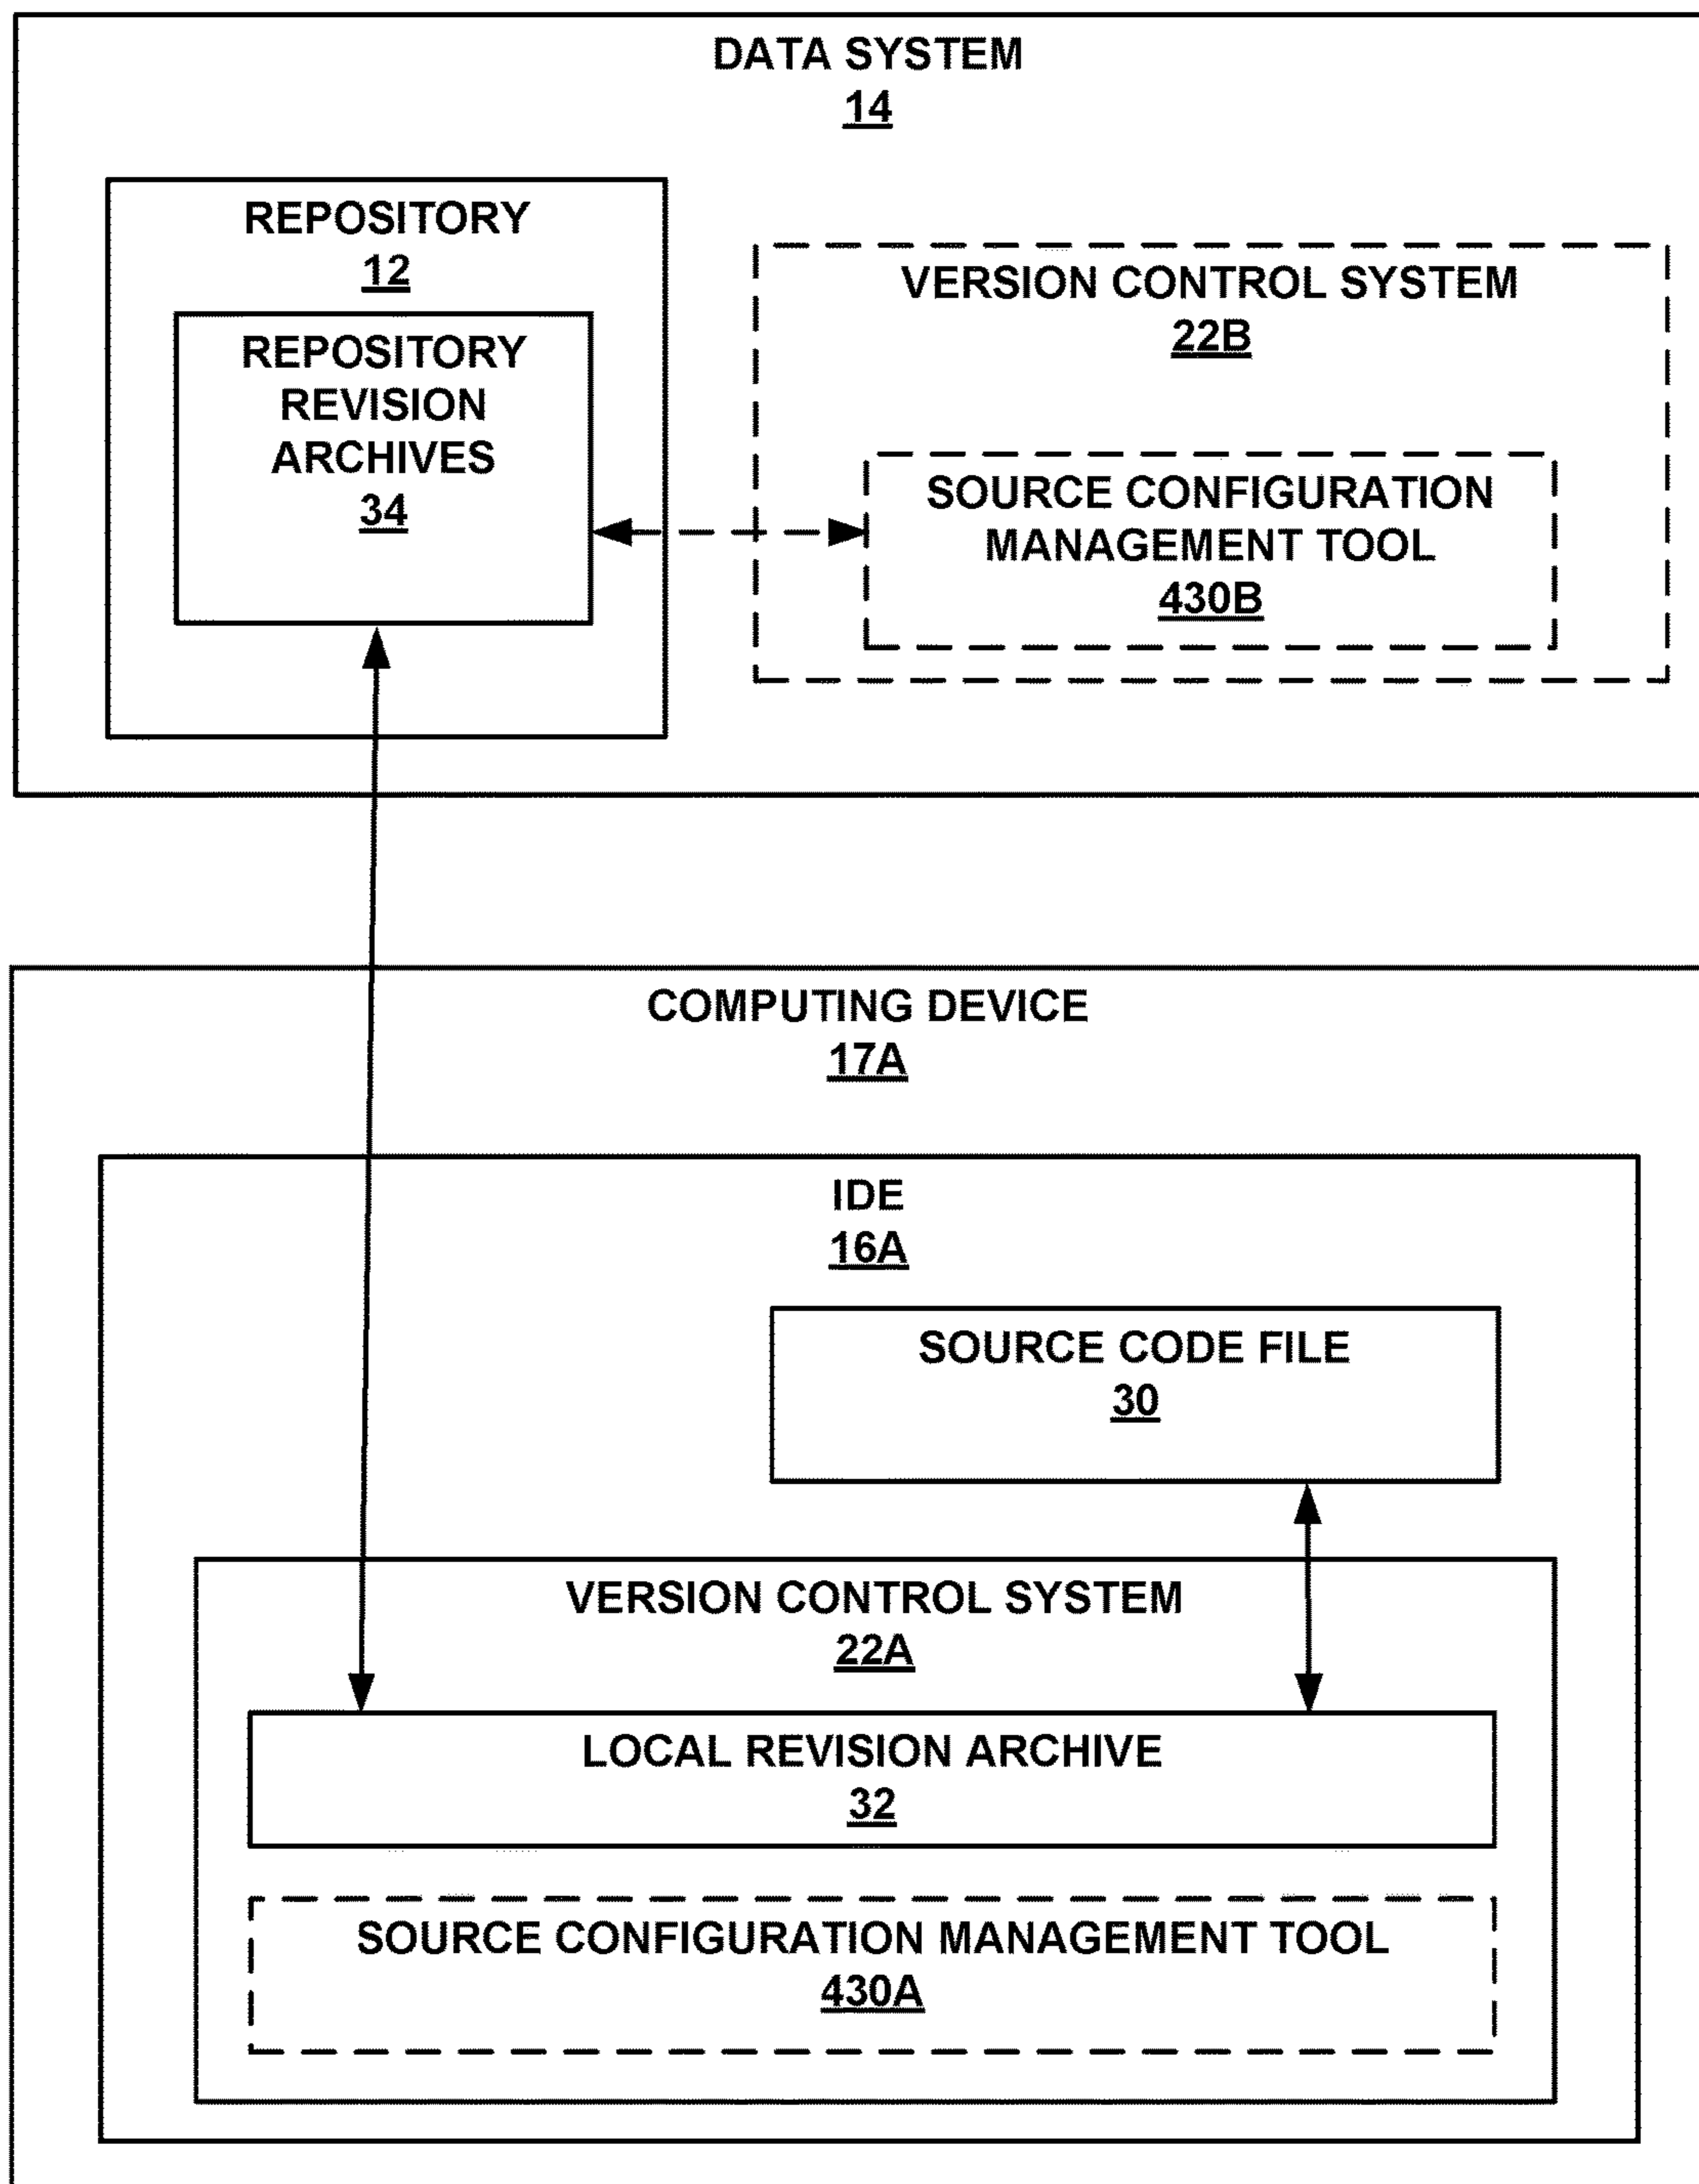 DATA SYSTEM
14
REPOSITORY
12
REPOSITORY
REVISION
ARCHIVES
34
VERSION CONTROL SYSTEM
22B
SOURCE CONFIGURATION
MANAGEMENT TOOL
430B
COMPUTING DEVICE
17A
IDE
16A
SOURCE CODE FILE
30
VERSION CONTROL SYSTEM
22A
LOCAL REVISION ARCHIVE
32
SOURCE CONFIGURATION MANAGEMENT TOOL
430A